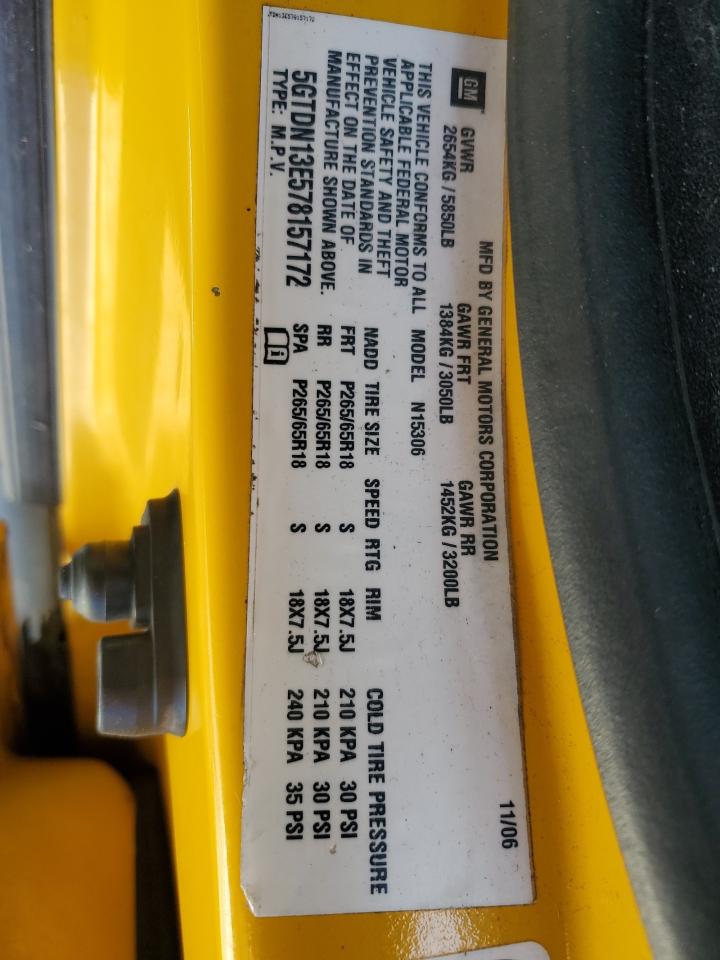 MFD BY GENERAL MOTORS CORPORATION 11/06
GM GVWR GAWR FRT GAWR RR
2654KG / 5850LB 1384KG / 3050LB 1452KG / 3200LB
THIS VEHICLE CONFORMS TO ALL
APPLICABLE FEDERAL MOTOR
VEHICLE SAFETY AND THEFT
PREVENTION STANDARDS IN
EFFECT ON THE DATE OF
MANUFACTURE SHOWN ABOVE.
5GTDN13E578157172
TYPE: M.P.V.
MODEL N15306
NADD TIRE SIZE SPEED RTG RIM COLD TIRE PRESSURE
FRT P265/65R18 S 18X7.5J 210 KPA 30 PSI
RR P265/65R18 S 18X7.5J 210 KPA 30 PSI
SPA P265/65R18 S 18X7.5J 240 KPA 35 PSI